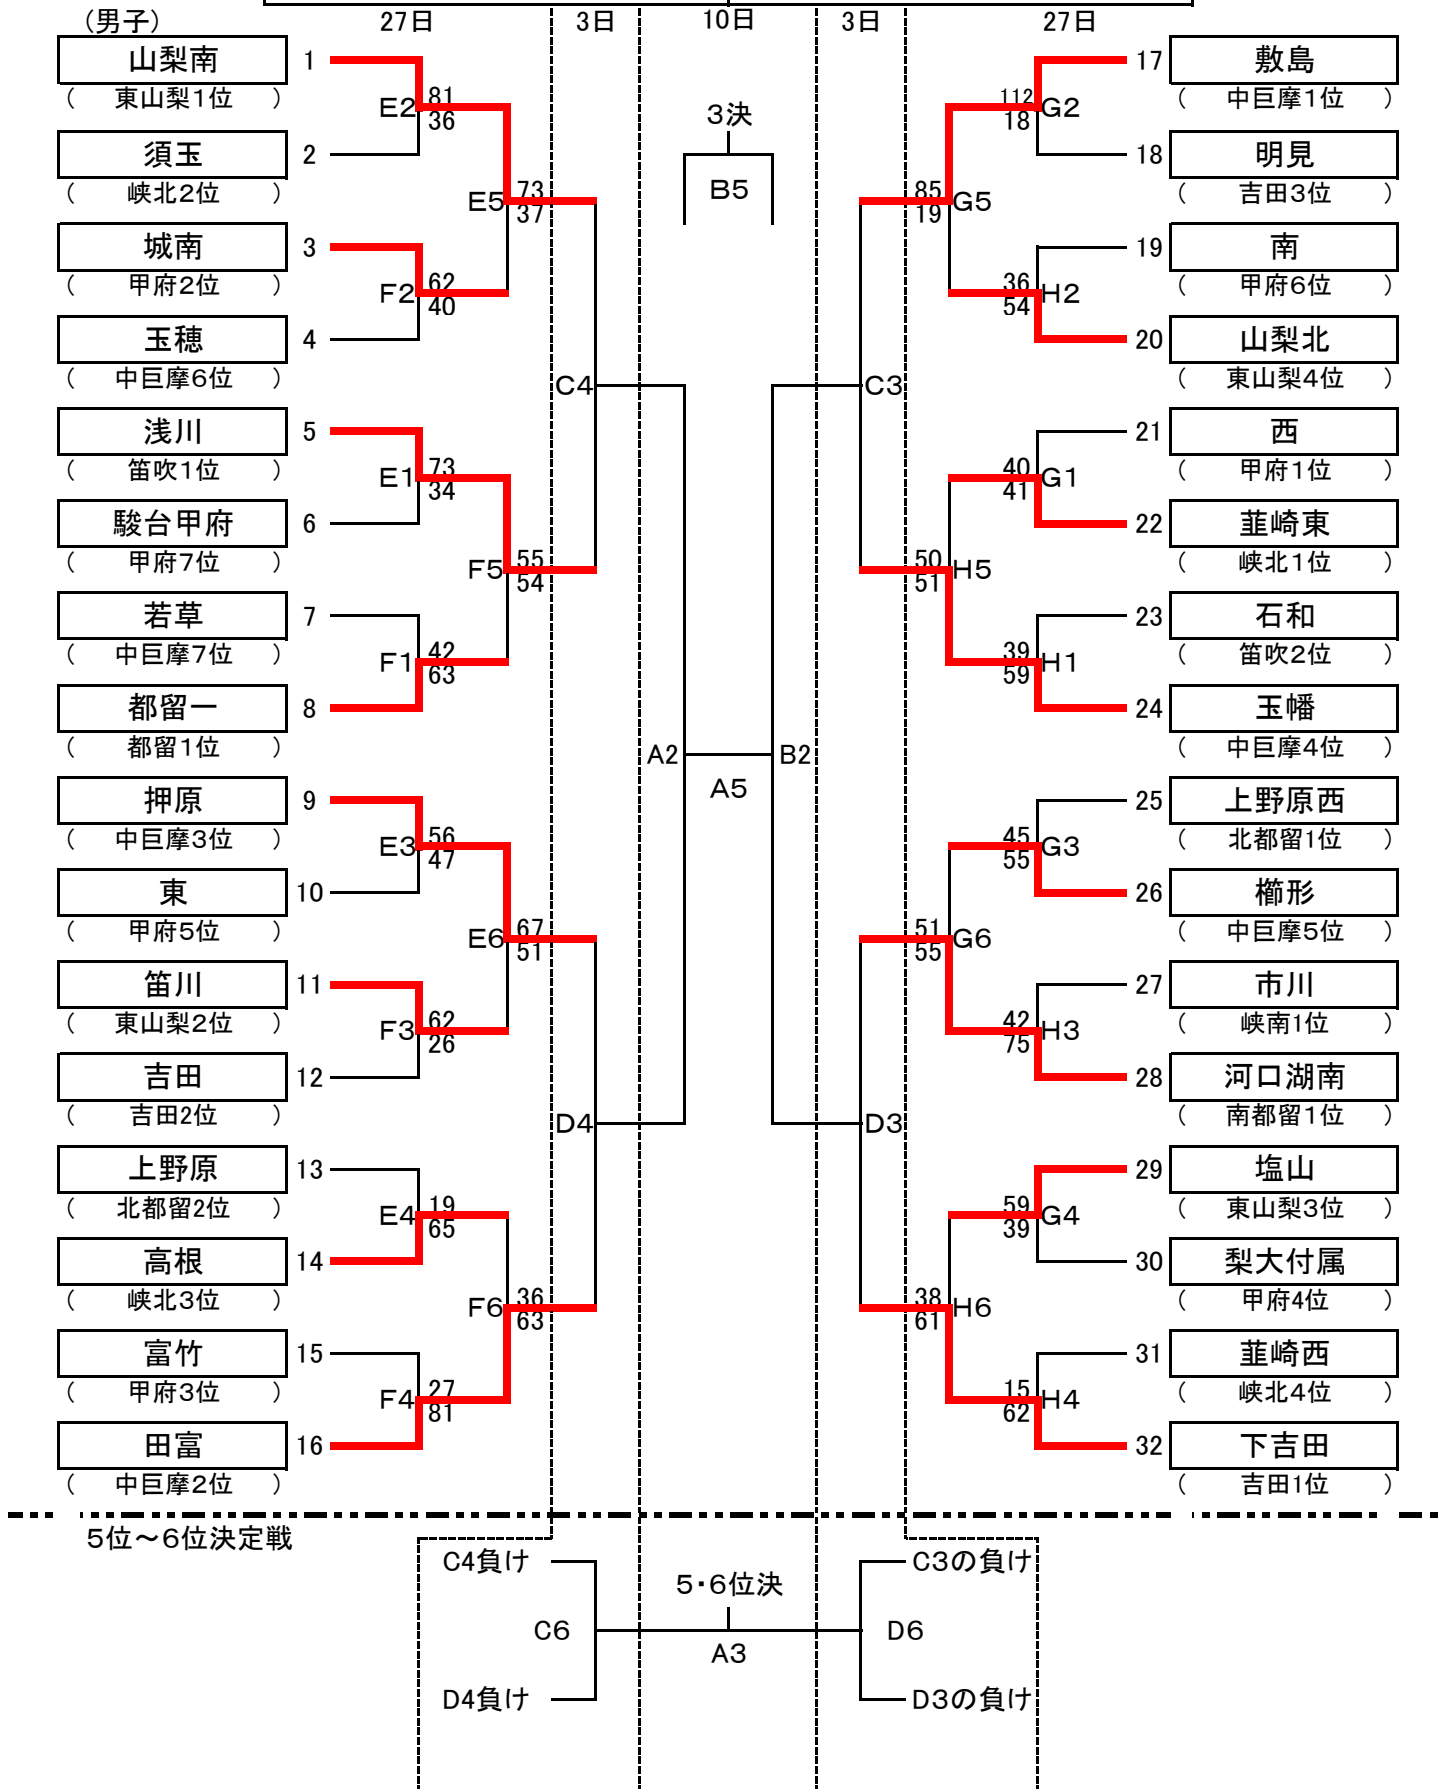 (男子) 27日 3日 10日 3日 27日
山梨南 1 17 敷島
( 東山梨1位 ) E2 81 112 G2 ( 中巨摩1位 )
36 3決 18
須玉 2 18 明見
( 峡北2位 ) E5 73 B5 85 G5 ( 吉田3位 )
37 19
城南 3 19 南
( 甲府2位 ) F2 62 36 H2 ( 甲府6位 )
40 54
玉穂 4 20 山梨北
( 中巨摩6位 ) C4 C3 ( 東山梨4位 )
浅川 5 21 西
( 笛吹1位 ) E1 73 40 G1 ( 甲府1位 )
34 41
駿台甲府 6 22 韮崎東
( 甲府7位 ) F5 55 50 H5 ( 峡北1位 )
54 51
若草 7 23 石和
( 中巨摩7位 ) F1 42 39 H1 ( 笛吹2位 )
63 59
都留一 8 24 玉幡
( 都留1位 ) A2 B2 ( 中巨摩4位 )
A5
押原 9 25 上野原西
( 中巨摩3位 ) E3 56 45 G3 ( 北都留1位 )
47 55
東 10 26 櫛形
( 甲府5位 ) E6 67 51 G6 ( 中巨摩5位 )
51 55
笛川 11 27 市川
( 東山梨2位 ) F3 62 42 H3 ( 峡南1位 )
26 75
吉田 12 28 河口湖南
( 吉田2位 ) D4 D3 ( 南都留1位 )
上野原 13 29 塩山
( 北都留2位 ) E4 19 59 G4 ( 東山梨3位 )
65 39
高根 14 30 梨大付属
( 峡北3位 ) F6 36 38 H6 ( 甲府4位 )
63 61
富竹 15 31 韮崎西
( 甲府3位 ) F4 27 15 H4 ( 峡北4位 )
81 62
田富 16 32 下吉田
( 中巨摩2位 ) ( 吉田1位 )
5位～6位決定戦
C4負け C3の負け
5・6位決
C6 D6
A3
D4負け D3の負け